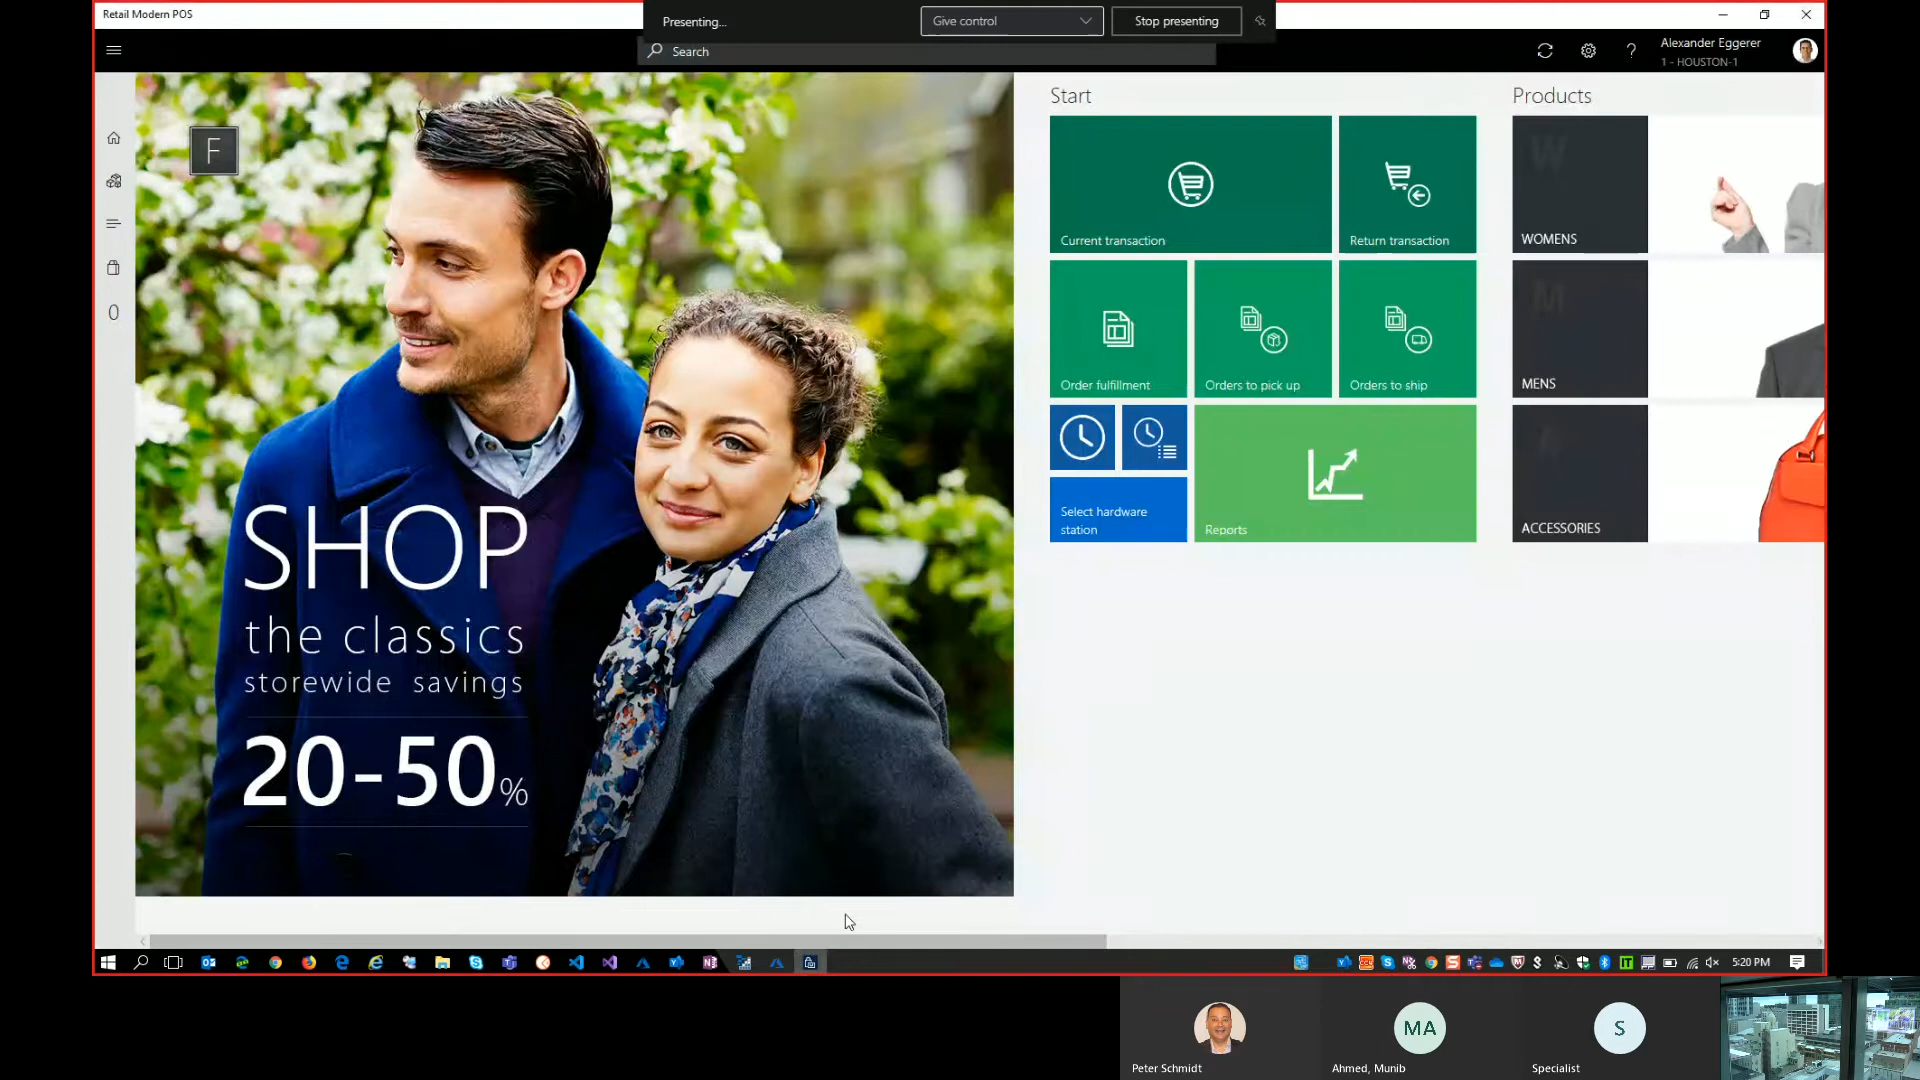 Retail Modern POS
Presenting...
Give control
Stop presenting
Search
?
Alexander Eggerer
1 - HOUSTON-1
F
SHOP
the classics
storewide savings
20-50%
Start
Current transaction
Return transaction
Order fulfillment
Orders to pick up
Orders to ship
Select hardware
station
Reports
Products
W
WOMENS
M
MENS
A
ACCESSORIES
0
5:20 PM
Peter Schmidt
MA
Ahmed, Munib
S
Specialist